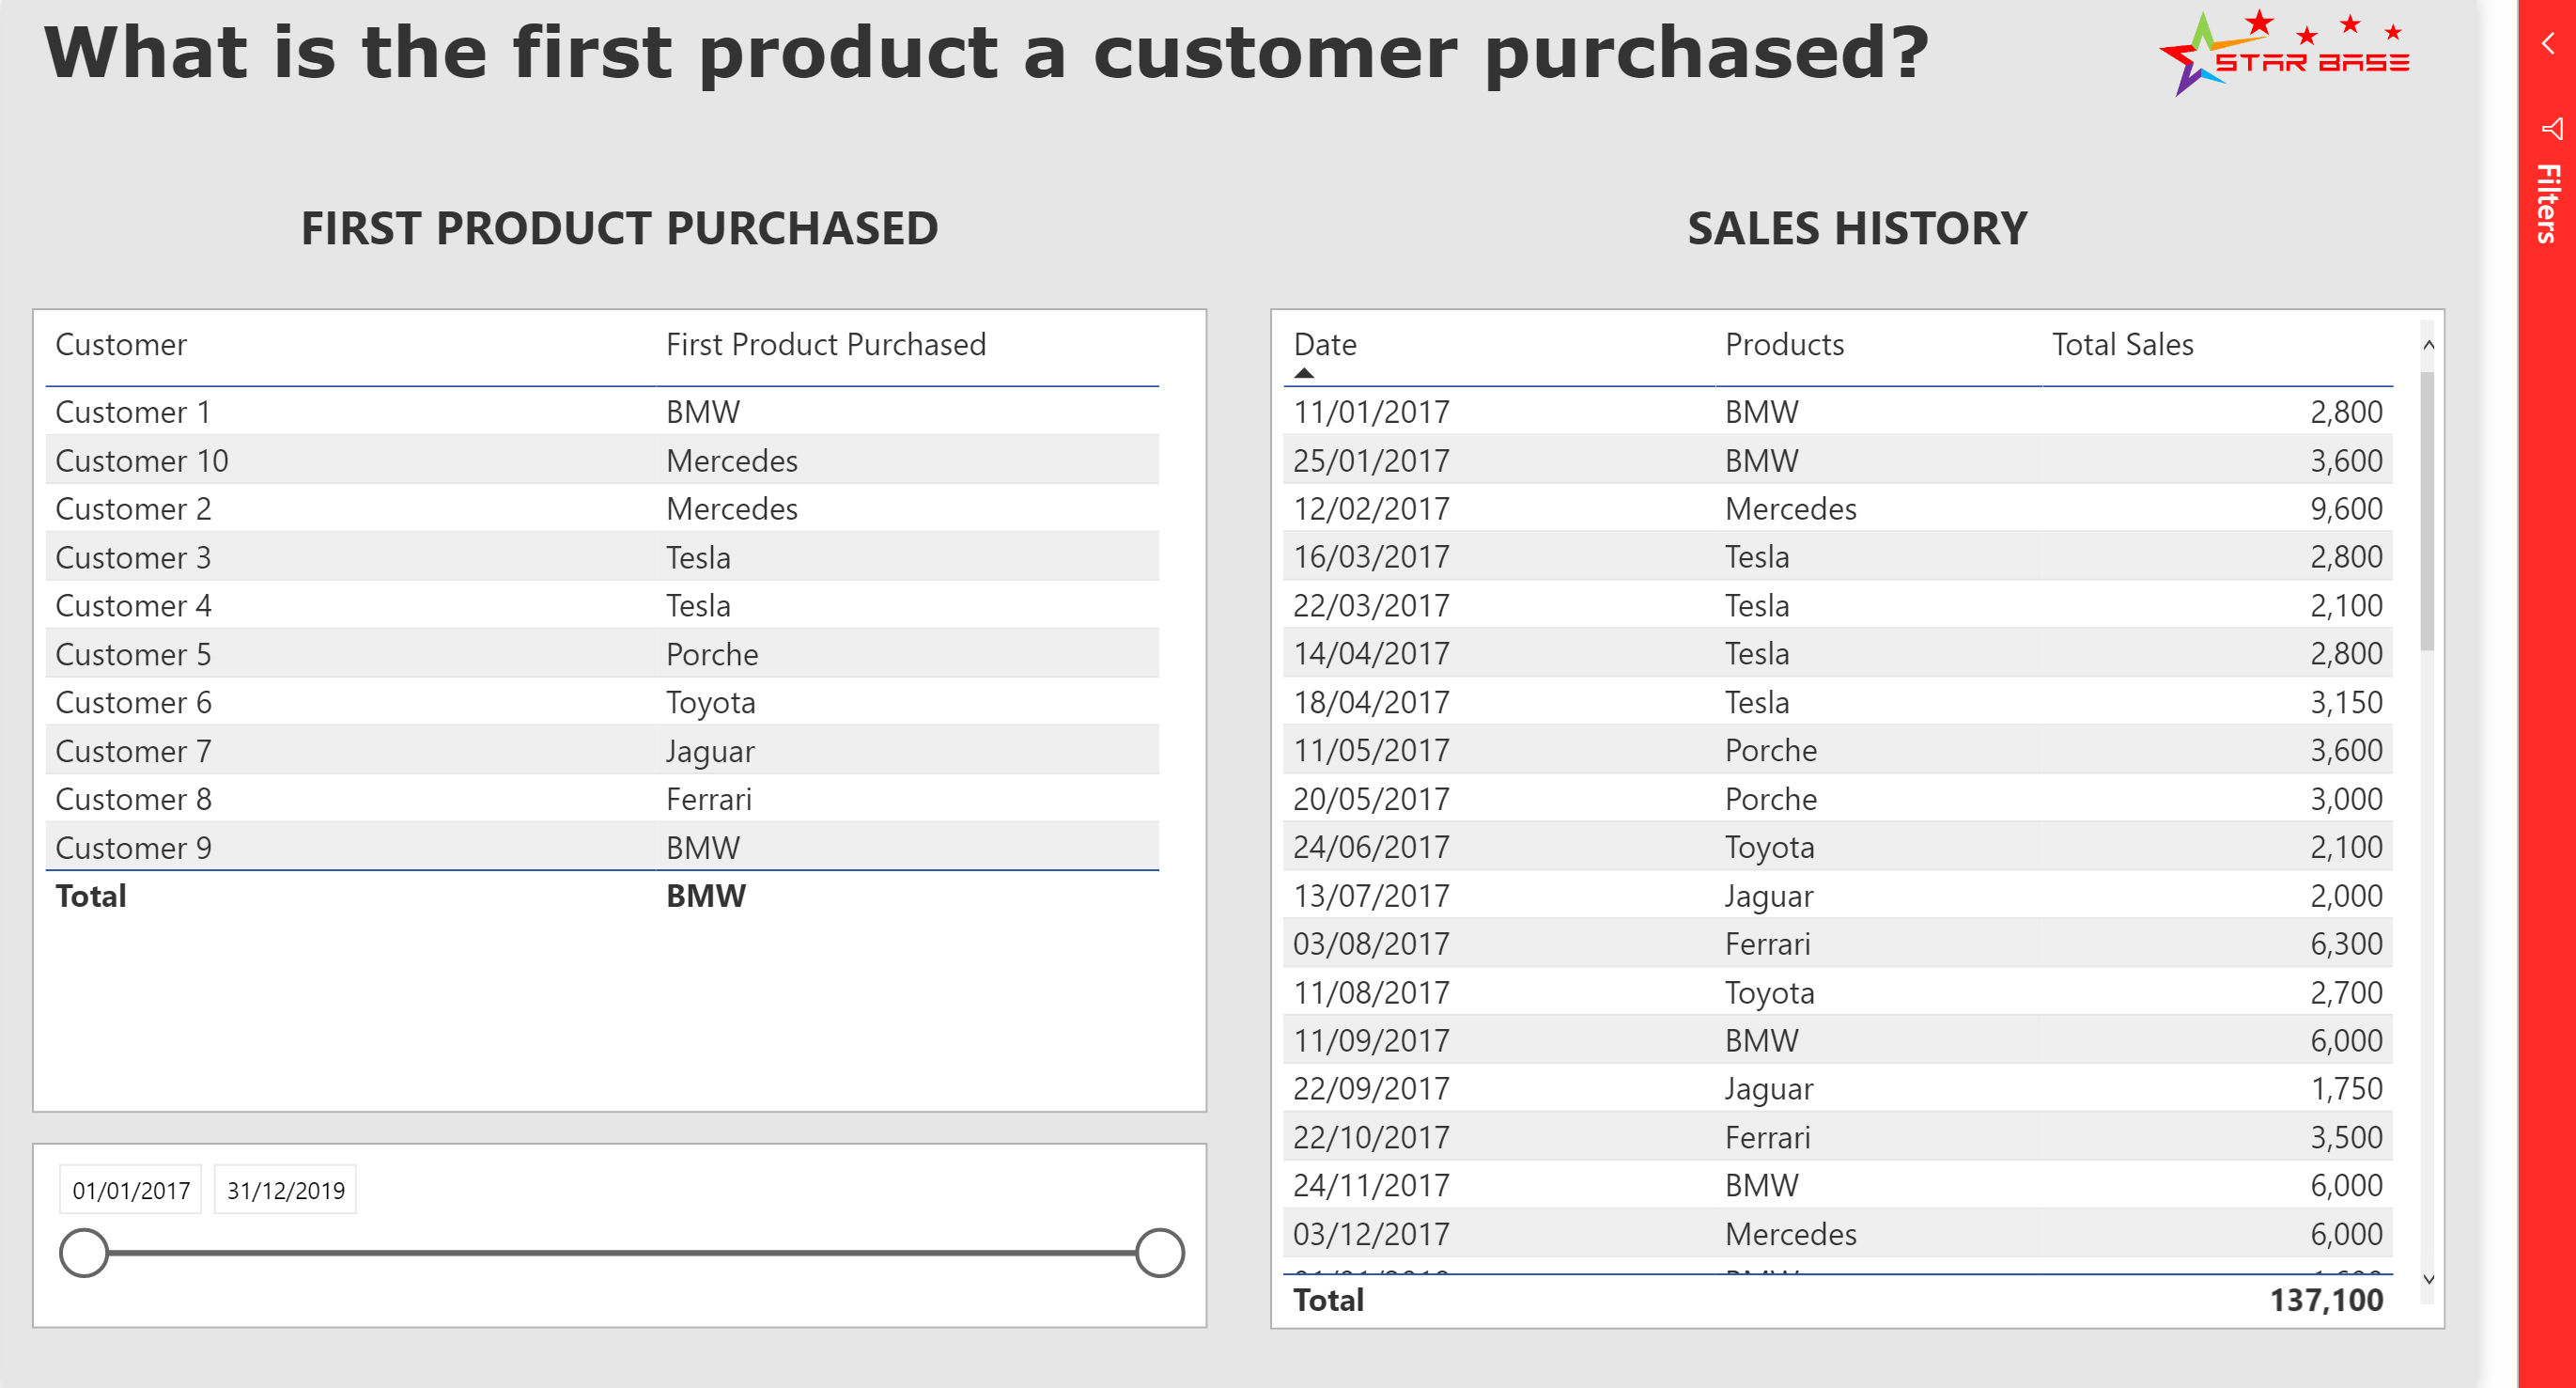 What is the first product a customer purchased?
STAR BASE
Filters
FIRST PRODUCT PURCHASED
Customer First Product Purchased
Customer 1 BMW
Customer 10 Mercedes
Customer 2 Mercedes
Customer 3 Tesla
Customer 4 Tesla
Customer 5 Porche
Customer 6 Toyota
Customer 7 Jaguar
Customer 8 Ferrari
Customer 9 BMW
Total BMW
01/01/2017 31/12/2019
SALES HISTORY
Date Products Total Sales
11/01/2017 BMW 2,800
25/01/2017 BMW 3,600
12/02/2017 Mercedes 9,600
16/03/2017 Tesla 2,800
22/03/2017 Tesla 2,100
14/04/2017 Tesla 2,800
18/04/2017 Tesla 3,150
11/05/2017 Porche 3,600
20/05/2017 Porche 3,000
24/06/2017 Toyota 2,100
13/07/2017 Jaguar 2,000
03/08/2017 Ferrari 6,300
11/08/2017 Toyota 2,700
11/09/2017 BMW 6,000
22/09/2017 Jaguar 1,750
22/10/2017 Ferrari 3,500
24/11/2017 BMW 6,000
03/12/2017 Mercedes 6,000
Total 137,100